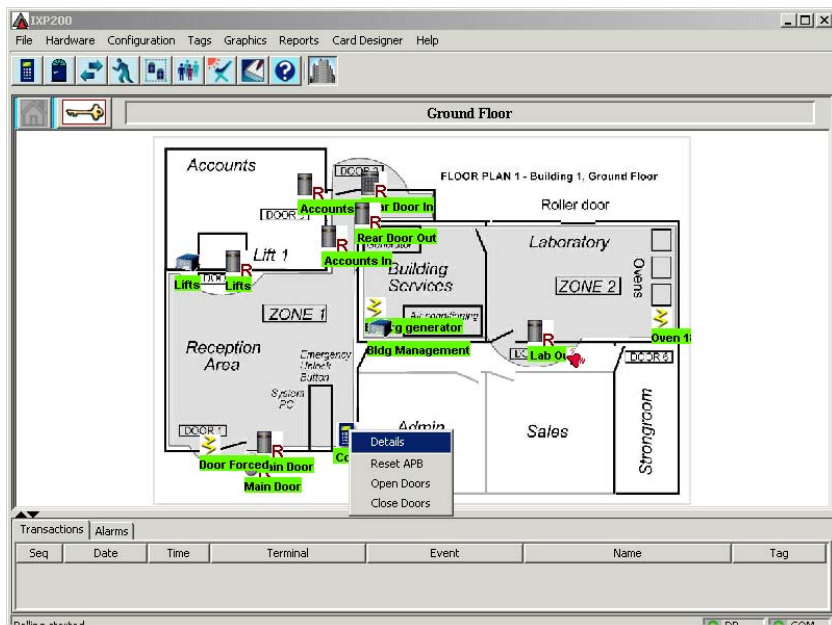 IXP200
File Hardware Configuration Tags Graphics Reports Card Designer Help
Ground Floor
Accounts
FLOOR PLAN 1 - Building 1, Ground Floor
Roller door
Accounts
Door In
Rear Door Out
Accounts In
Lift 1
Lifts
Lifts
Laboratory
Ovens
Building
Services
ZONE 2
ZONE 1
generator
Bldg Management
Lab
Oven
Reception
Area
Emergency
Unlock
Button
System
PC
DOOR 1
Door Forced
Door
Main Door
Admin
Sales
Strongroom
Details
Reset APB
Open Doors
Close Doors
Transactions Alarms
Seq Date Time Terminal Event Name Tag